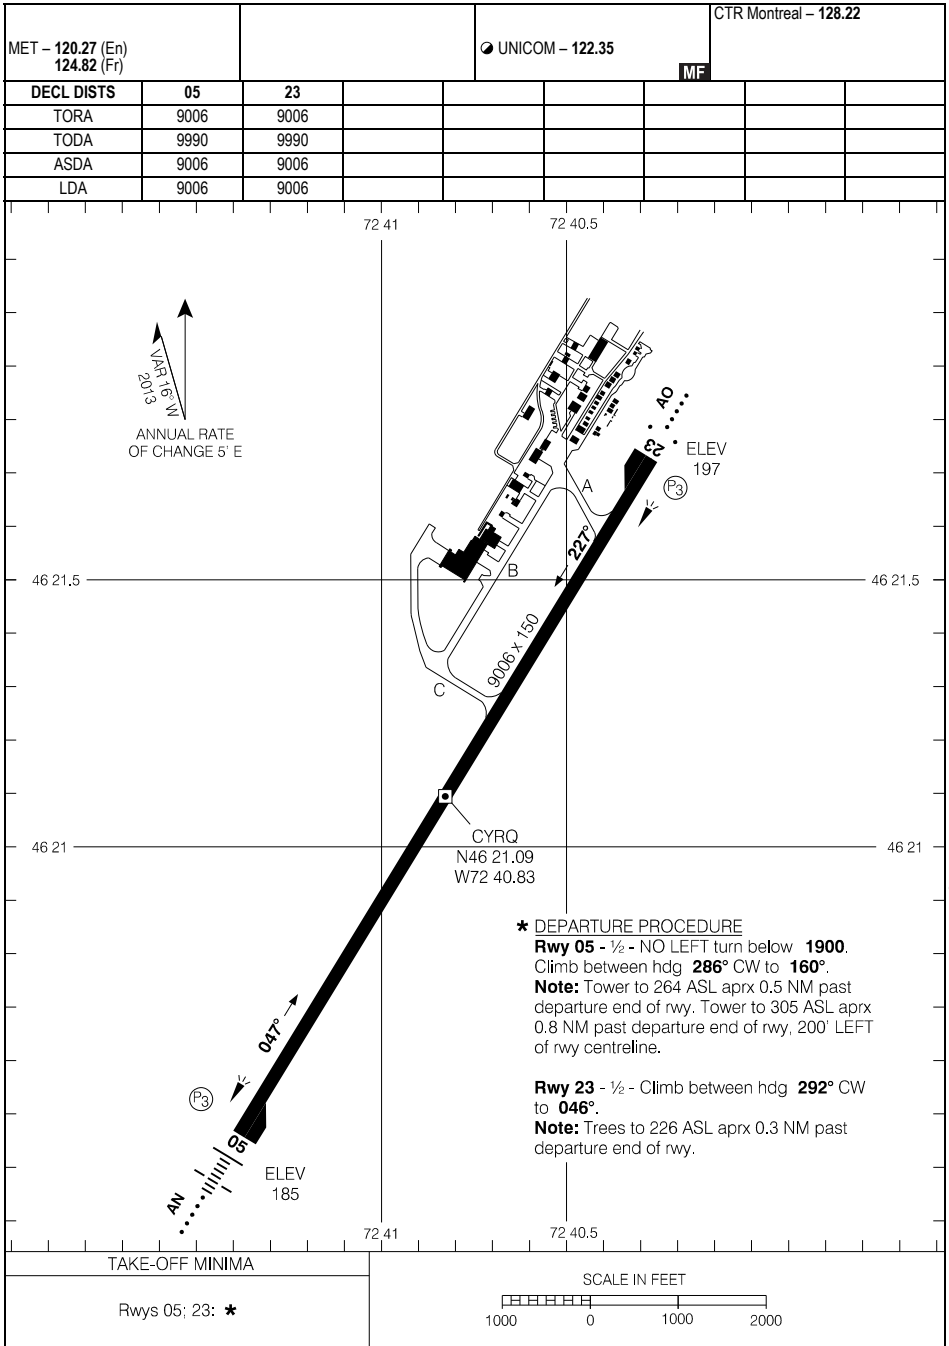 CTR Montreal – 128.22
MET – 120.27 (En)
124.82 (Fr)
UNICOM – 122.35
MF
DECL DISTS 05 23
TORA 9006 9006
TODA 9990 9990
ASDA 9006 9006
LDA 9006 9006
72 41 72 40.5
VAR 16° W
2013
ANNUAL RATE
OF CHANGE 5' E
AO
23
ELEV
197
P3
A
227°
B
46 21.5 46 21.5
9006 x 150
C
CYRQ
N46 21.09
W72 40.83
46 21 46 21
* DEPARTURE PROCEDURE
Rwy 05 - ½ - NO LEFT turn below 1900.
Climb between hdg 286° CW to 160°.
Note: Tower to 264 ASL aprx 0.5 NM past
departure end of rwy. Tower to 305 ASL aprx
0.8 NM past departure end of rwy, 200' LEFT
of rwy centreline.
Rwy 23 - ½ - Climb between hdg 292° CW
to 046°.
Note: Trees to 226 ASL aprx 0.3 NM past
departure end of rwy.
047°
P3
05
ELEV
185
AN
72 41 72 40.5
TAKE-OFF MINIMA
Rwys 05; 23: *
SCALE IN FEET
1000 0 1000 2000